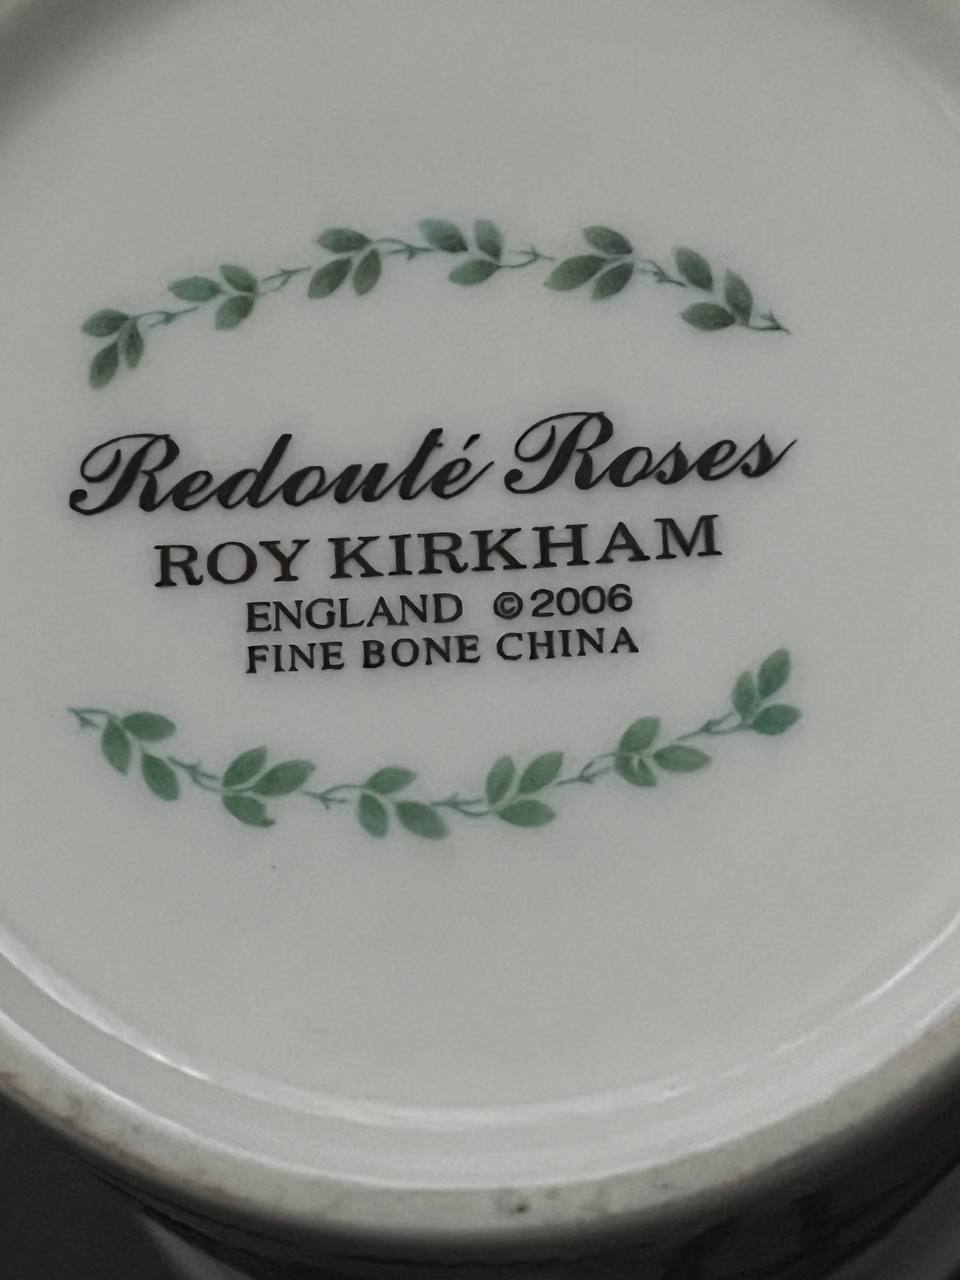 Redouté Roses
ROY KIRKHAM
ENGLAND ©2006
FINE BONE CHINA